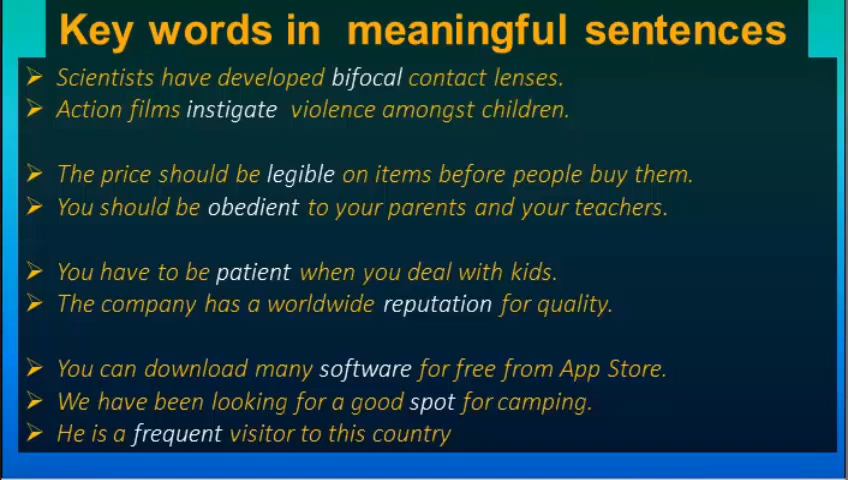 Key words in meaningful sentences
➢ Scientists have developed bifocal contact lenses.
➢ Action films instigate violence amongst children.
➢ The price should be legible on items before people buy them.
➢ You should be obedient to your parents and your teachers.
➢ You have to be patient when you deal with kids.
➢ The company has a worldwide reputation for quality.
➢ You can download many software for free from App Store.
➢ We have been looking for a good spot for camping.
➢ He is a frequent visitor to this country